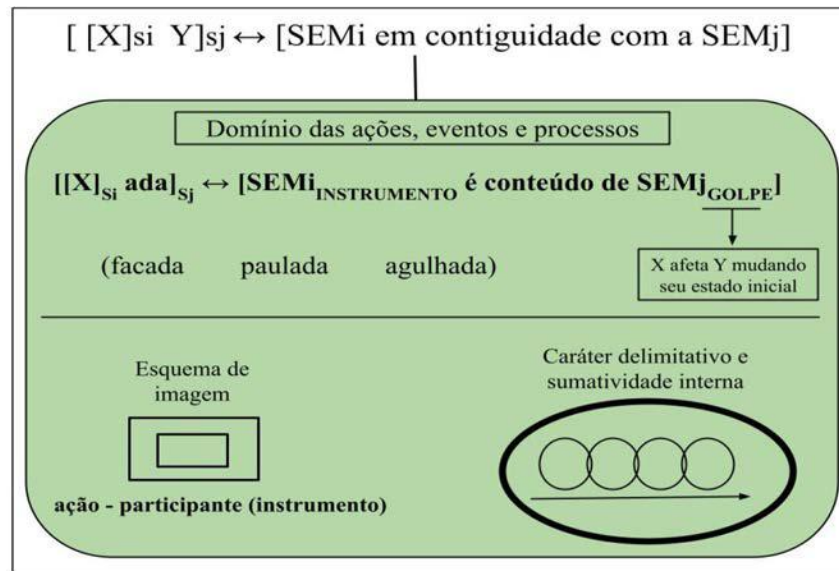 [ [X]si Y]sj ↔ [SEMi em contiguidade com a SEMj]
Domínio das ações, eventos e processos
[[X]Si ada]Sj ↔ [SEMiINSTRUMENTO é conteúdo de SEMjGOLPE]
(facada paulada agulhada)
X afeta Y mudando
seu estado inicial
Esquema de
imagem
ação - participante (instrumento)
Caráter delimitativo e
sumatividade interna